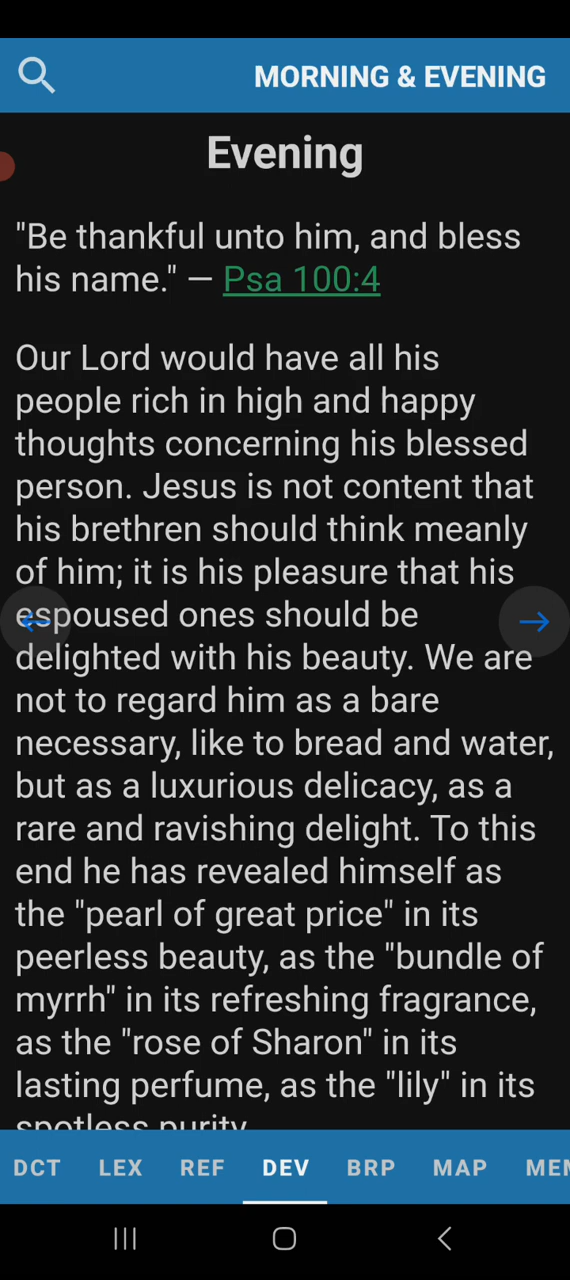 MORNING & EVENING
Evening
"Be thankful unto him, and bless
his name." — Psa 100:4
Our Lord would have all his
people rich in high and happy
thoughts concerning his blessed
person. Jesus is not content that
his brethren should think meanly
of him; it is his pleasure that his
espoused ones should be
delighted with his beauty. We are
not to regard him as a bare
necessary, like to bread and water,
but as a luxurious delicacy, as a
rare and ravishing delight. To this
end he has revealed himself as
the "pearl of great price" in its
peerless beauty, as the "bundle of
myrrh" in its refreshing fragrance,
as the "rose of Sharon" in its
lasting perfume, as the "lily" in its
spotless purity.
DCT LEX REF DEV BRP MAP MEM